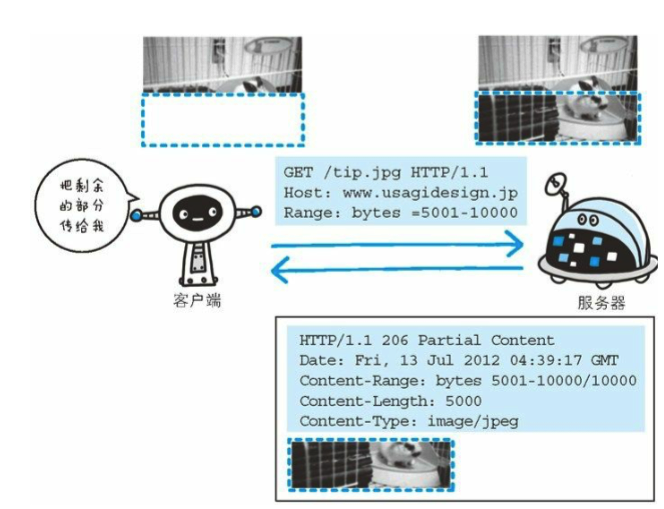 把剩余
的部分
传给我
GET /tip.jpg HTTP/1.1
Host: www.usagidesign.jp
Range: bytes =5001-10000
客户端
服务器
HTTP/1.1 206 Partial Content
Date: Fri, 13 Jul 2012 04:39:17 GMT
Content-Range: bytes 5001-10000/10000
Content-Length: 5000
Content-Type: image/jpeg